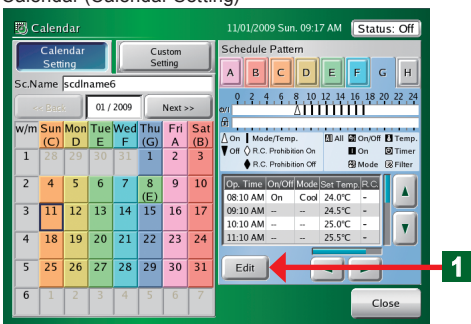 Calendar (Calendar Setting)
Calendar 11/01/2009 Sun. 09:17 AM Status: Off
Calendar Setting Custom Setting
Sc.Name scdlname6
<< Back 01 / 2009 Next >>
w/m Sun (C) Mon D Tue E Wed F Thu (G) Fri A Sat (B)
1 28 29 30 31 1 2 3
2 4 5 6 7 8 (E) 9 10
3 11 12 13 14 15 16 17
4 18 19 20 21 22 23 24
5 25 26 27 28 29 30 31
6 1 2 3 4 5 6 7
Schedule Pattern
A B C D E F G H
0 2 4 6 8 10 12 14 16 18 20 22 24
On Mode/Temp. All On/Off Temp.
Off R.C. Prohibition On On Timer
R.C. Prohibition Off Mode Filter
Op. Time On/Off Mode Set Temp. R.C.
08:10 AM On Cool 24.0°C -
09:10 AM -- -- 24.5°C -
10:10 AM -- -- 25.0°C -
11:10 AM -- -- 25.5°C -
Edit
1
Close